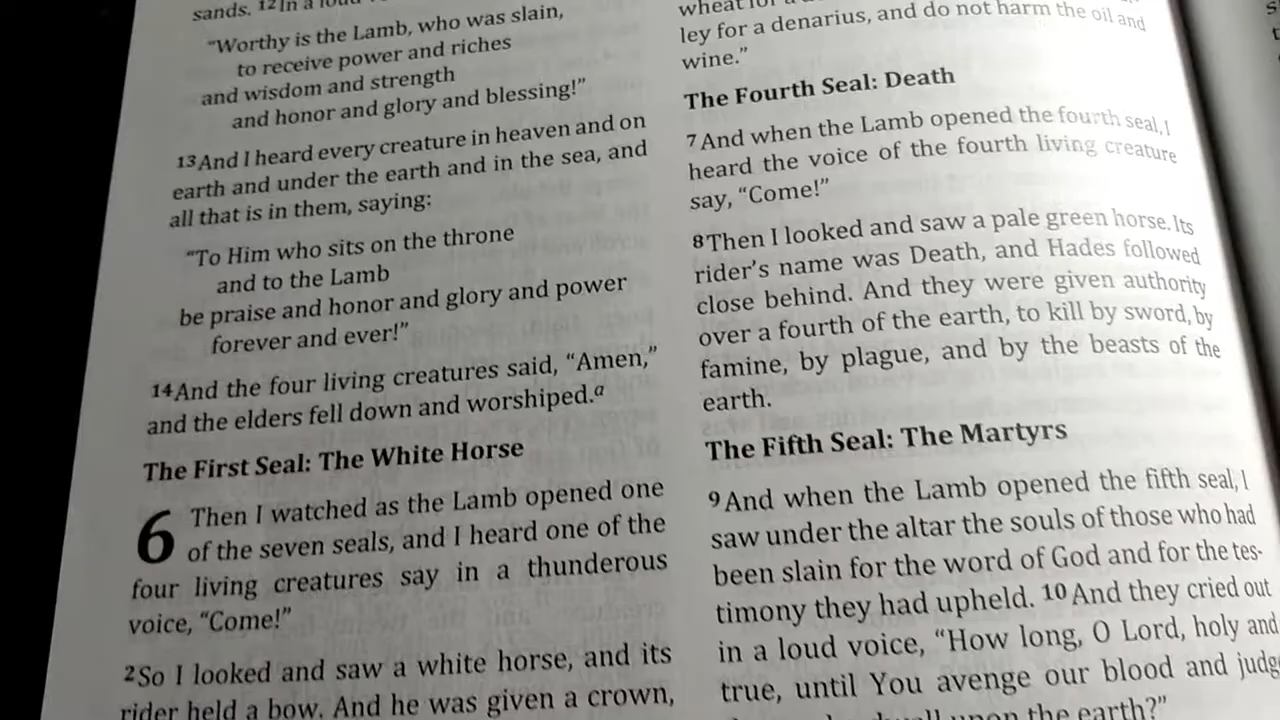 sands. 12 In a loud
“Worthy is the Lamb, who was slain,
to receive power and riches
and wisdom and strength
and honor and glory and blessing!”
13 And I heard every creature in heaven and on
earth and under the earth and in the sea, and
all that is in them, saying:
“To Him who sits on the throne
and to the Lamb
be praise and honor and glory and power
forever and ever!”
14 And the four living creatures said, “Amen,”
and the elders fell down and worshiped.a
The First Seal: The White Horse
6 Then I watched as the Lamb opened one
of the seven seals, and I heard one of the
four living creatures say in a thunderous
voice, “Come!”
2 So I looked and saw a white horse, and its
rider held a bow. And he was given a crown,
wheat for a
ley for a denarius, and do not harm the oil and
wine.”
The Fourth Seal: Death
7 And when the Lamb opened the fourth seal, I
heard the voice of the fourth living creature
say, “Come!”
8 Then I looked and saw a pale green horse. Its
rider’s name was Death, and Hades followed
close behind. And they were given authority
over a fourth of the earth, to kill by sword, by
famine, by plague, and by the beasts of the
earth.
The Fifth Seal: The Martyrs
9 And when the Lamb opened the fifth seal, I
saw under the altar the souls of those who had
been slain for the word of God and for the tes-
timony they had upheld. 10 And they cried out
in a loud voice, “How long, O Lord, holy and
true, until You avenge our blood and judge
upon the earth?”